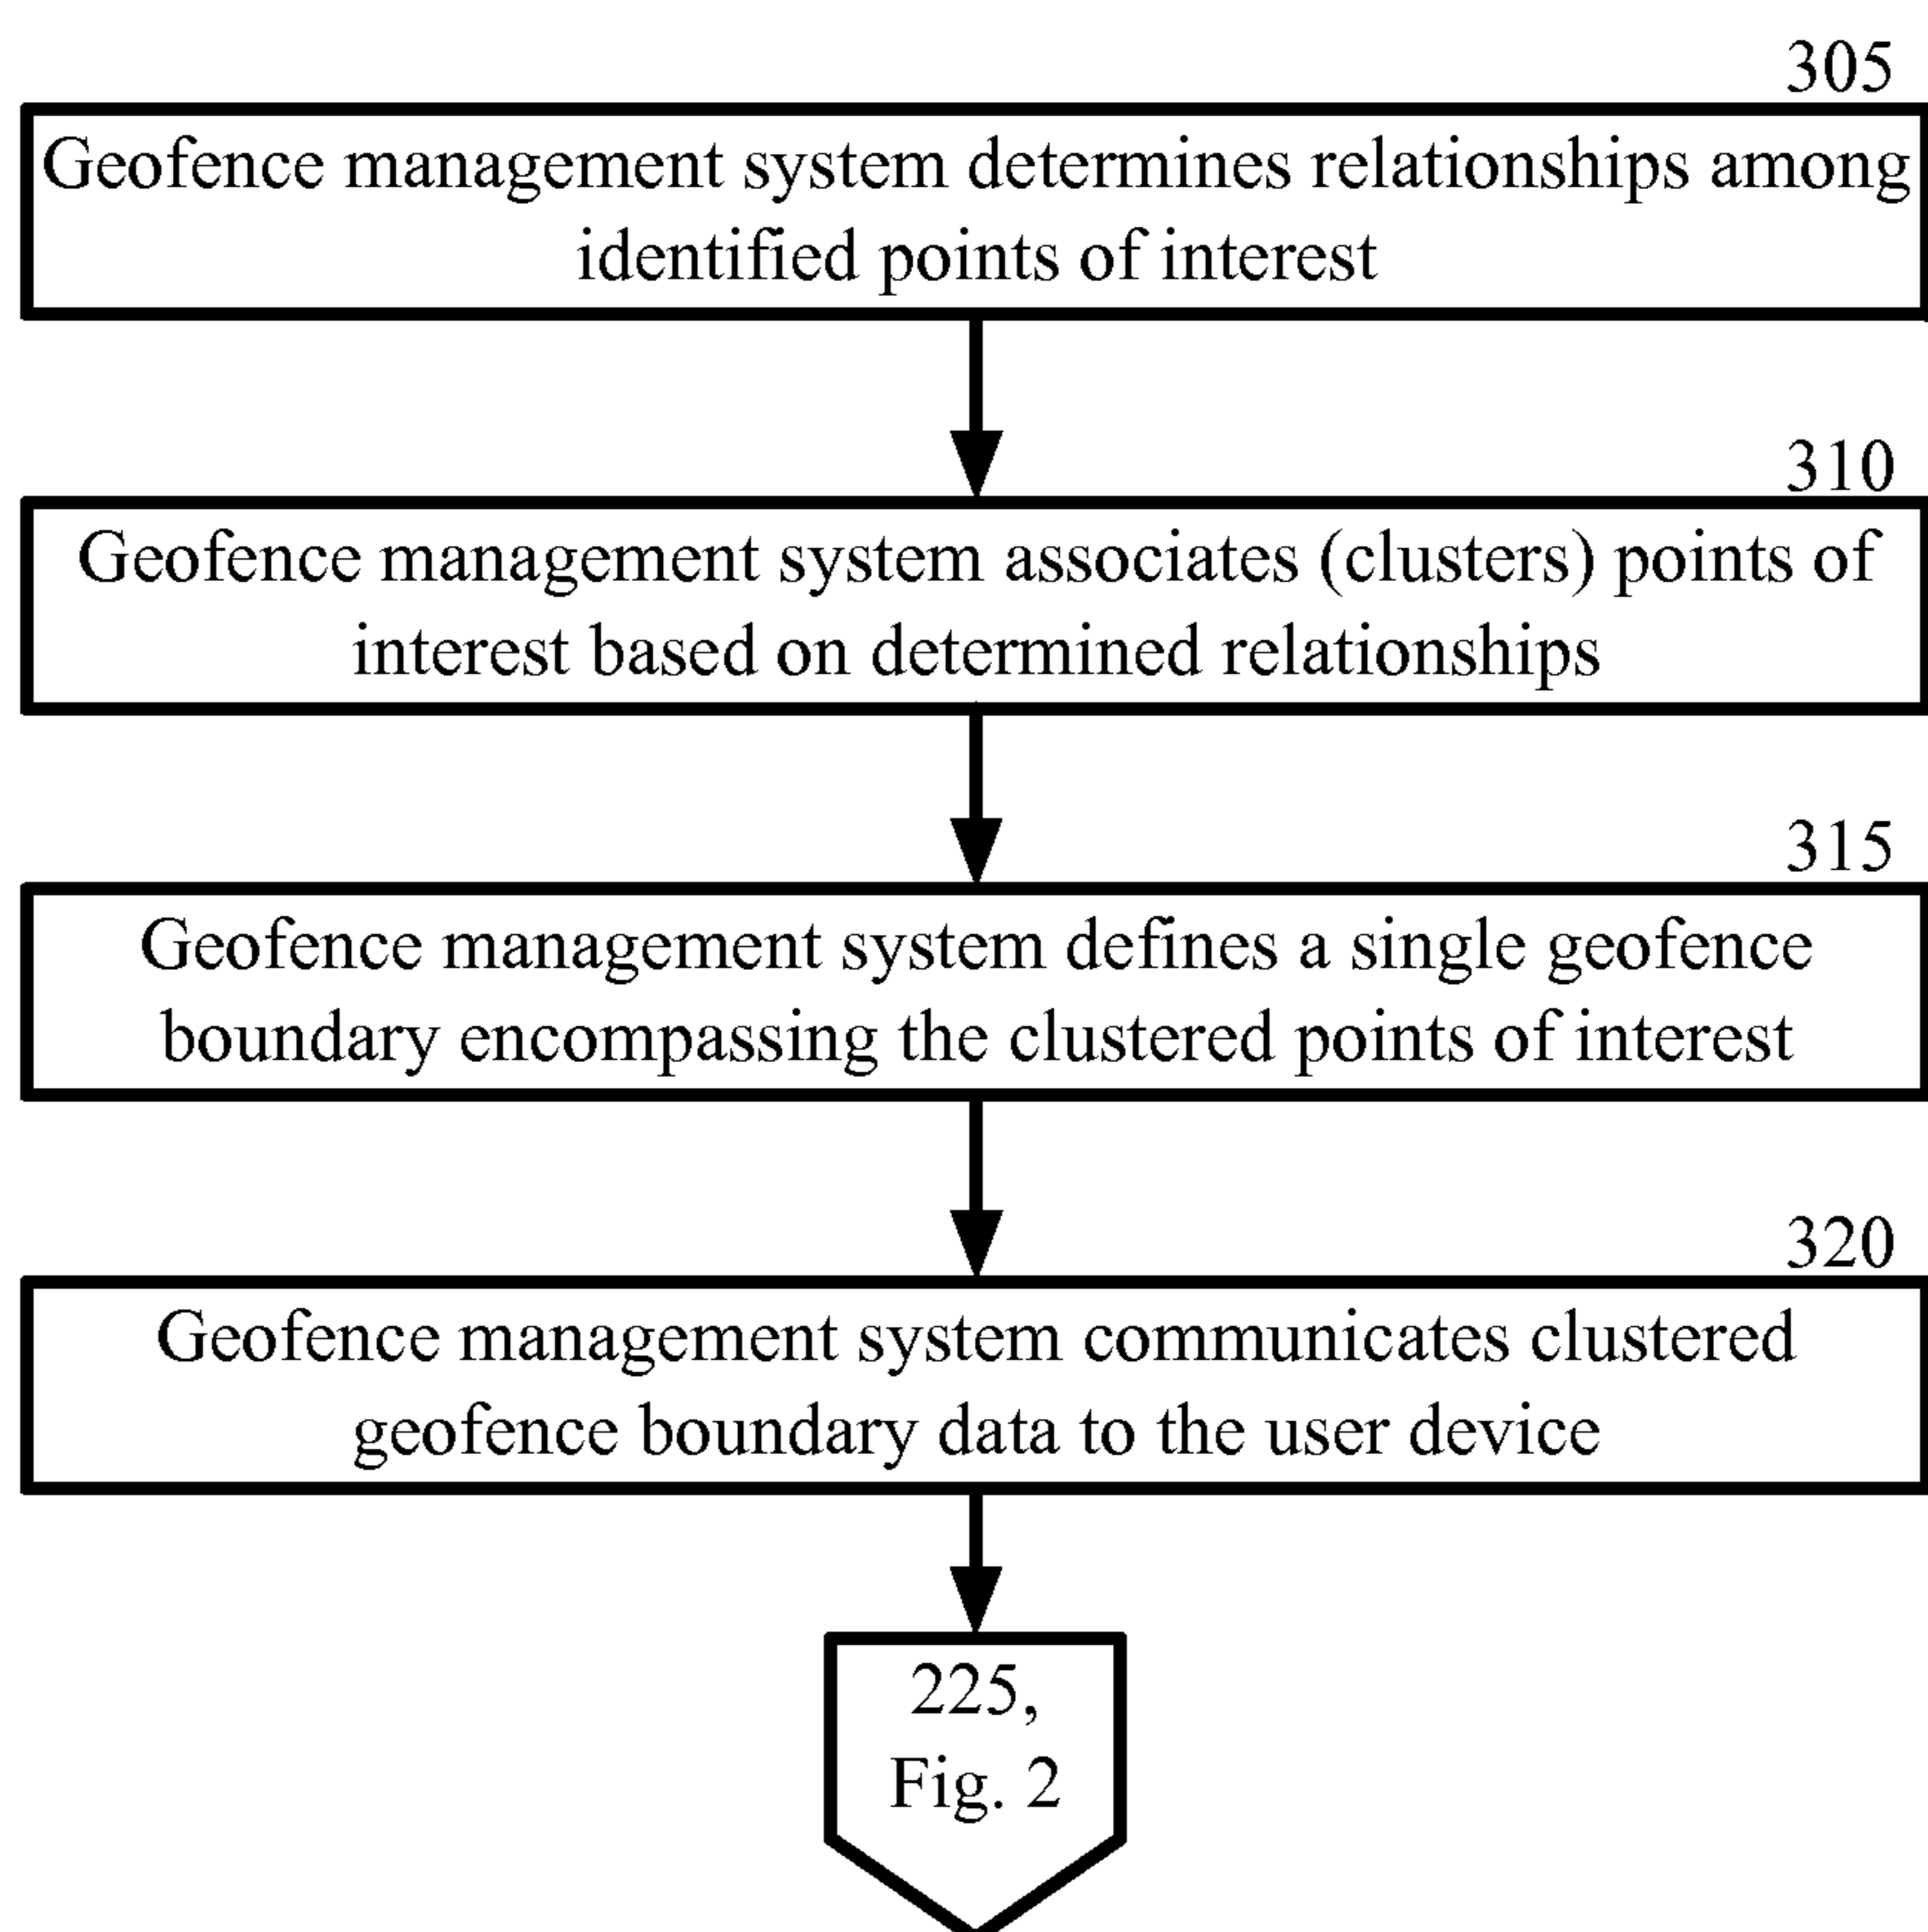 305
Geofence management system determines relationships among
identified points of interest
310
Geofence management system associates (clusters) points of
interest based on determined relationships
315
Geofence management system defines a single geofence
boundary encompassing the clustered points of interest
320
Geofence management system communicates clustered
geofence boundary data to the user device
225,
Fig. 2